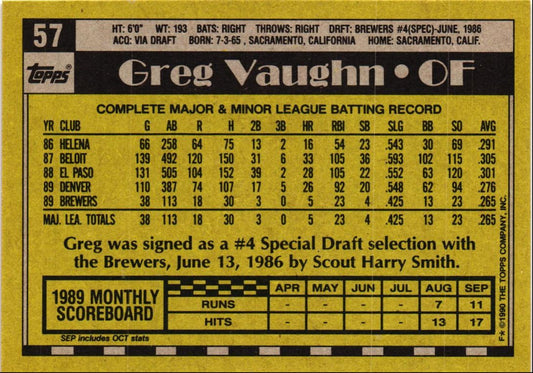 57
HT: 6'0" WT: 193 BATS: RIGHT THROWS: RIGHT DRFT: BREWERS #4(SPEC)-JUNE, 1986
ACQ: VIA DRAFT BORN: 7-3-65 , SACRAMENTO, CALIFORNIA HOME: SACRAMENTO, CALIF.
Topps
Greg Vaughn • OF
COMPLETE MAJOR & MINOR LEAGUE BATTING RECORD
YR CLUB G AB R H 2B 3B HR RBI SB SLG BB SO AVG
86 HELENA 66 258 64 75 13 2 16 54 23 .543 30 69 .291
87 BELOIT 139 492 120 150 31 6 33 105 36 .593 102 115 .305
88 EL PASO 131 505 104 152 39 2 28 105 22 .552 63 120 .301
89 DENVER 110 387 74 107 17 5 26 92 20 .548 62 94 .276
89 BREWERS 38 113 18 30 3 0 5 23 4 .425 13 23 .265
MAJ. LEA. TOTALS 38 113 18 30 3 0 5 23 4 .425 13 23 .265
Greg was signed as a #4 Special Draft selection with
the Brewers, June 13, 1986 by Scout Harry Smith.
1989 MONTHLY
SCOREBOARD
APR MAY JUN JUL AUG SEP
RUNS - - - - 7 11
HITS - - - - 13 17
SEP includes OCT stats
F* ©1990 THE TOPPS COMPANY, INC.